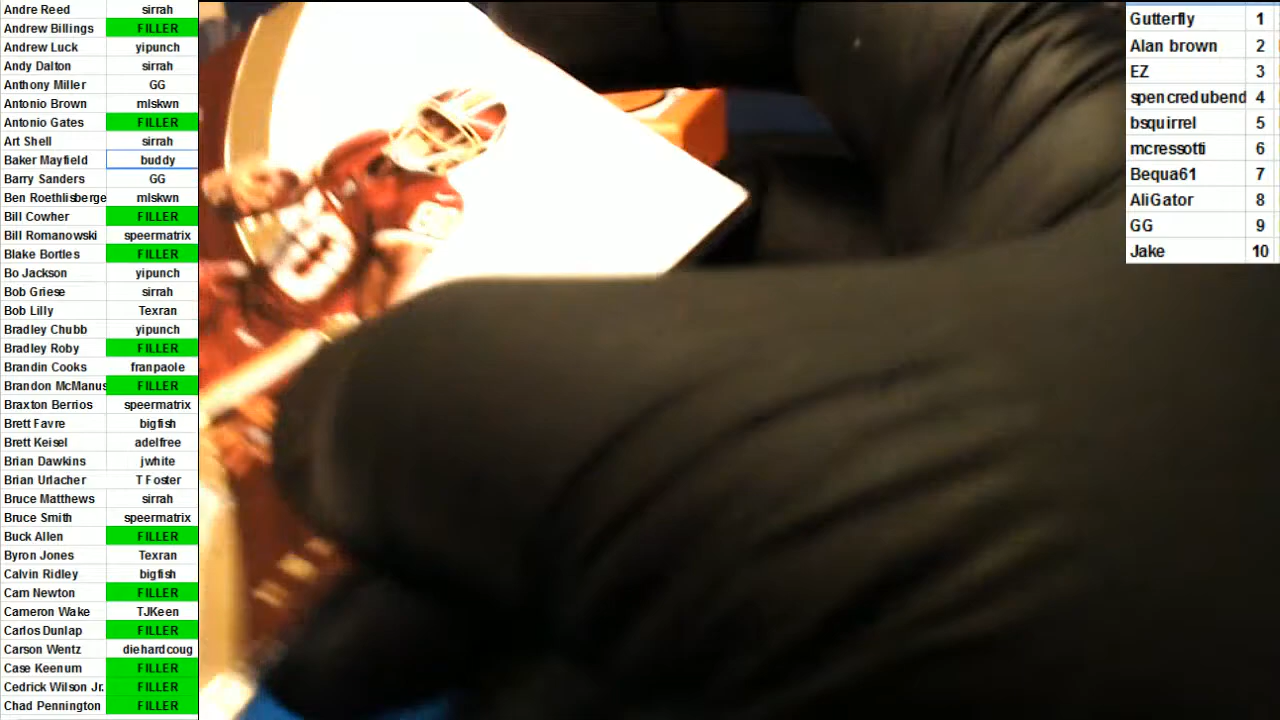 Andre Reed sirrah
Andrew Billings FILLER
Andrew Luck yipunch
Andy Dalton sirrah
Anthony Miller GG
Antonio Brown mlskwn
Antonio Gates FILLER
Art Shell sirrah
Baker Mayfield buddy
Barry Sanders GG
Ben Roethlisberge mlskwn
Bill Cowher FILLER
Bill Romanowski speermatrix
Blake Bortles FILLER
Bo Jackson yipunch
Bob Griese sirrah
Bob Lilly Texran
Bradley Chubb yipunch
Bradley Roby FILLER
Brandin Cooks franpaole
Brandon McManus FILLER
Braxton Berrios speermatrix
Brett Favre bigfish
Brett Keisel adelfree
Brian Dawkins jwhite
Brian Urlacher T Foster
Bruce Matthews sirrah
Bruce Smith speermatrix
Buck Allen FILLER
Byron Jones Texran
Calvin Ridley bigfish
Cam Newton FILLER
Cameron Wake TJKeen
Carlos Dunlap FILLER
Carson Wentz diehardcoug
Case Keenum FILLER
Cedrick Wilson Jr. FILLER
Chad Pennington FILLER
Gutterfly 1
Alan brown 2
EZ 3
spencredubend 4
bsquirrel 5
mcressotti 6
Bequa61 7
AliGator 8
GG 9
Jake 10